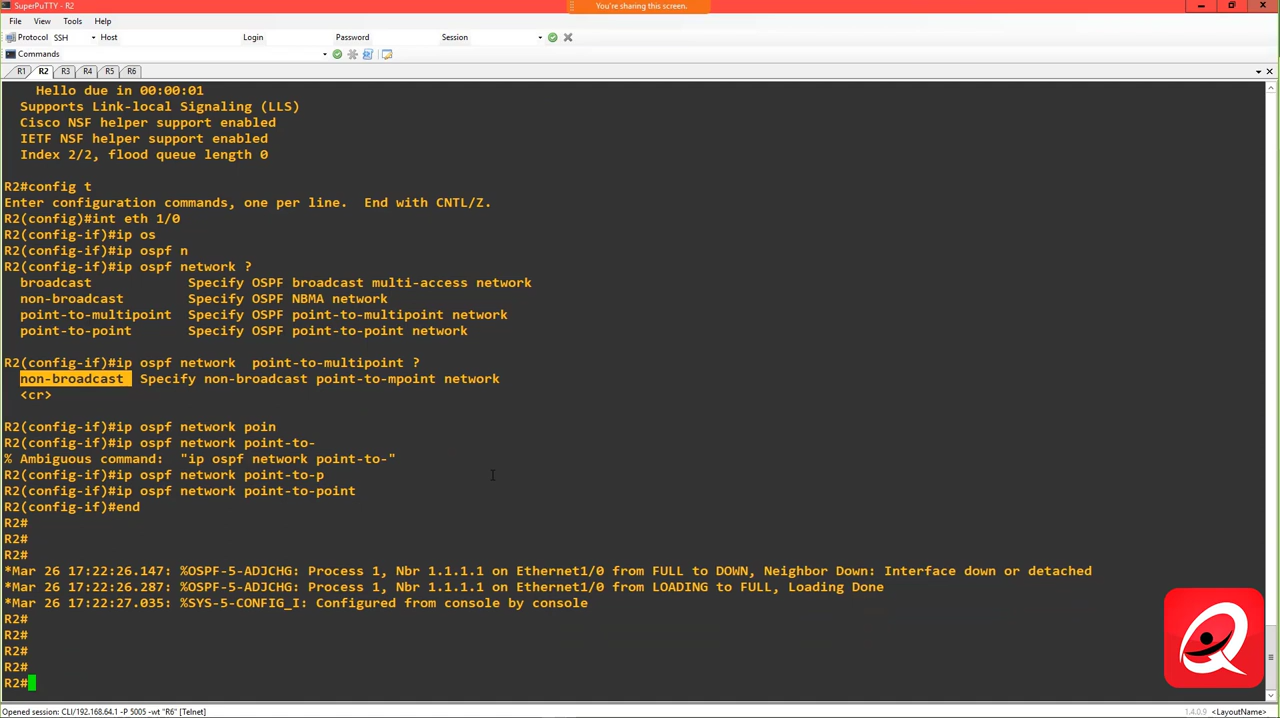 SuperPuTTY - R2
You're sharing this screen.
File View Tools Help
Protocol SSH Host Login Password Session
Commands
R1 R2 R3 R4 R5 R6
Hello due in 00:00:01
Supports Link-local Signaling (LLS)
Cisco NSF helper support enabled
IETF NSF helper support enabled
Index 2/2, flood queue length 0
R2#config t
Enter configuration commands, one per line.  End with CNTL/Z.
R2(config)#int eth 1/0
R2(config-if)#ip os
R2(config-if)#ip ospf n
R2(config-if)#ip ospf network ?
broadcast Specify OSPF broadcast multi-access network
non-broadcast Specify OSPF NBMA network
point-to-multipoint Specify OSPF point-to-multipoint network
point-to-point Specify OSPF point-to-point network
R2(config-if)#ip ospf network  point-to-multipoint ?
non-broadcast Specify non-broadcast point-to-mpoint network
<cr>
R2(config-if)#ip ospf network poin
R2(config-if)#ip ospf network point-to-
% Ambiguous command:  "ip ospf network point-to-"
R2(config-if)#ip ospf network point-to-p
R2(config-if)#ip ospf network point-to-point
R2(config-if)#end
R2#
R2#
R2#
*Mar 26 17:22:26.147: %OSPF-5-ADJCHG: Process 1, Nbr 1.1.1.1 on Ethernet1/0 from FULL to DOWN, Neighbor Down: Interface down or detached
*Mar 26 17:22:26.287: %OSPF-5-ADJCHG: Process 1, Nbr 1.1.1.1 on Ethernet1/0 from LOADING to FULL, Loading Done
*Mar 26 17:22:27.035: %SYS-5-CONFIG_I: Configured from console by console
R2#
R2#
R2#
R2#
R2#
Opened session: CLI/192.168.64.1 -P 5005 -wt "R6" [Telnet]
1.4.0.9 <LayoutName>